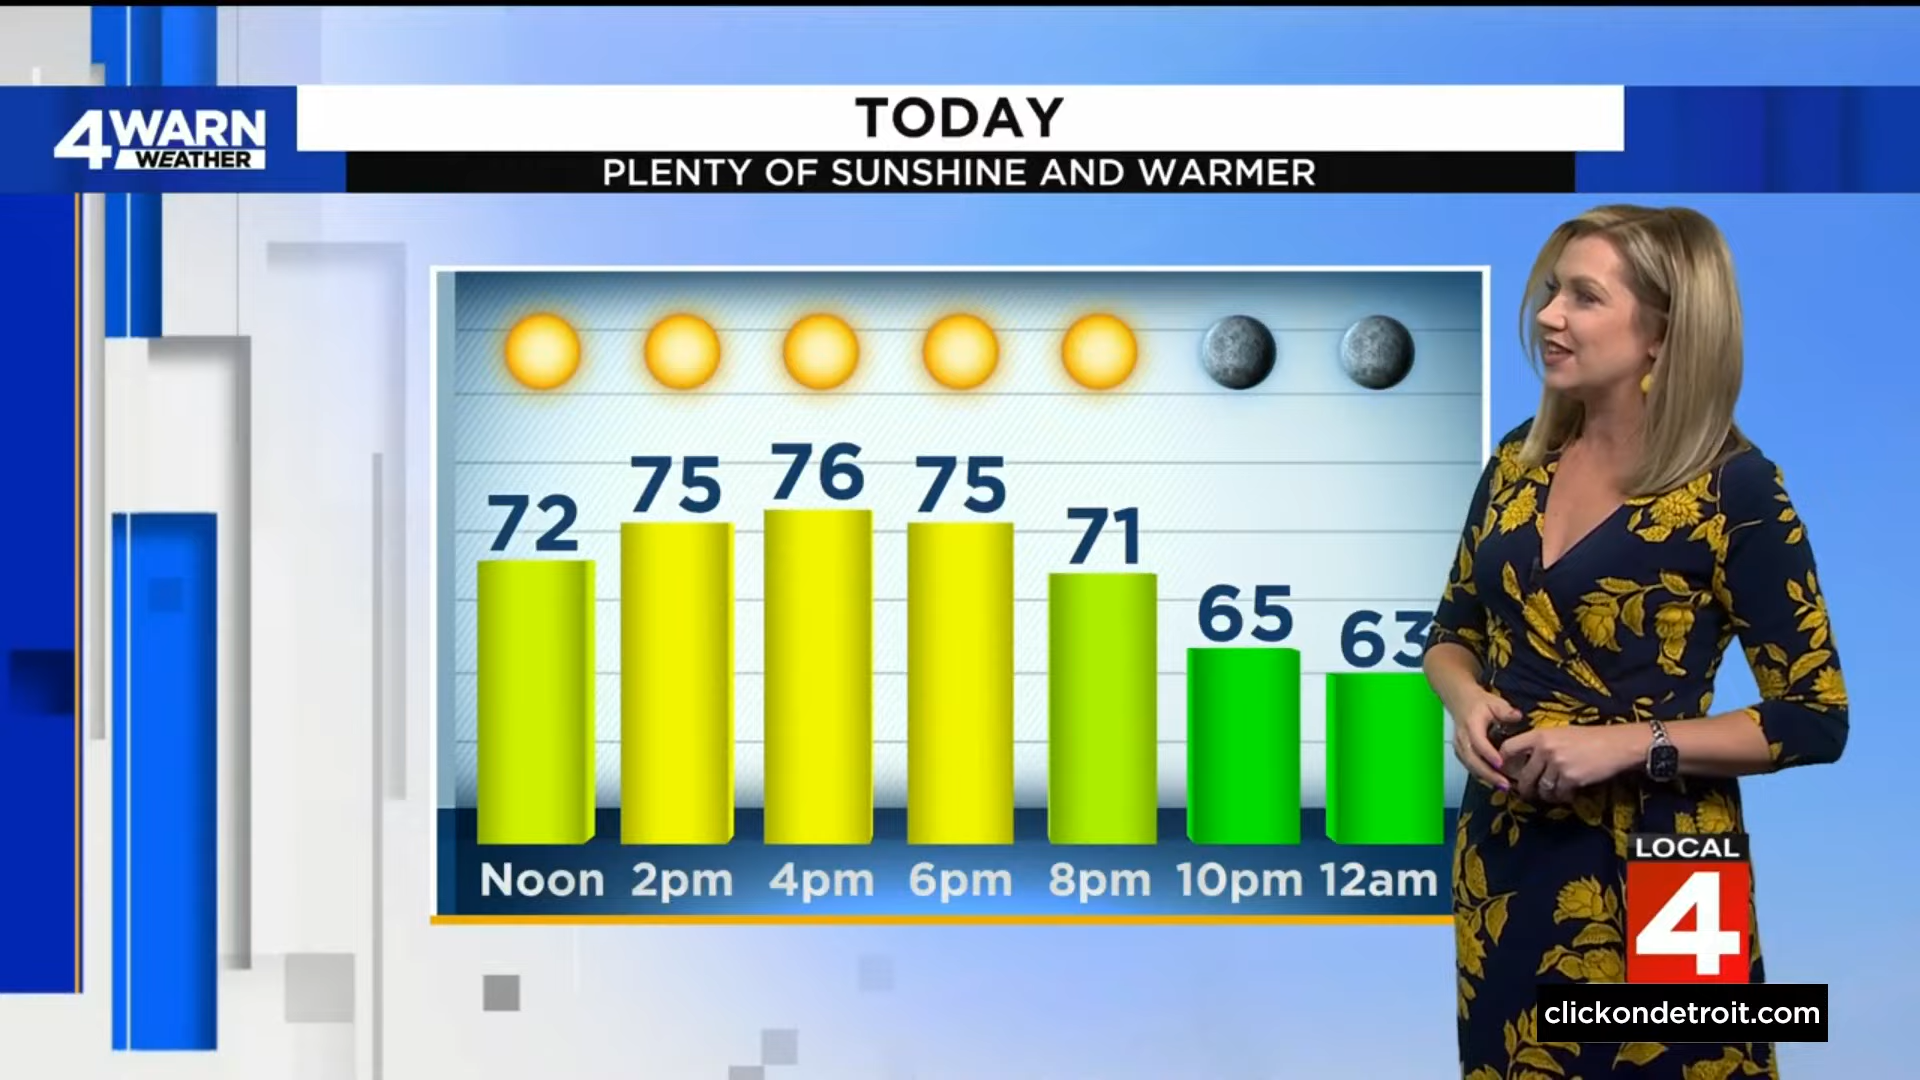 4WARN
WEATHER
TODAY
PLENTY OF SUNSHINE AND WARMER
72 75 76 75 71 65 63
Noon 2pm 4pm 6pm 8pm 10pm 12am
LOCAL
4
clickondetroit.com